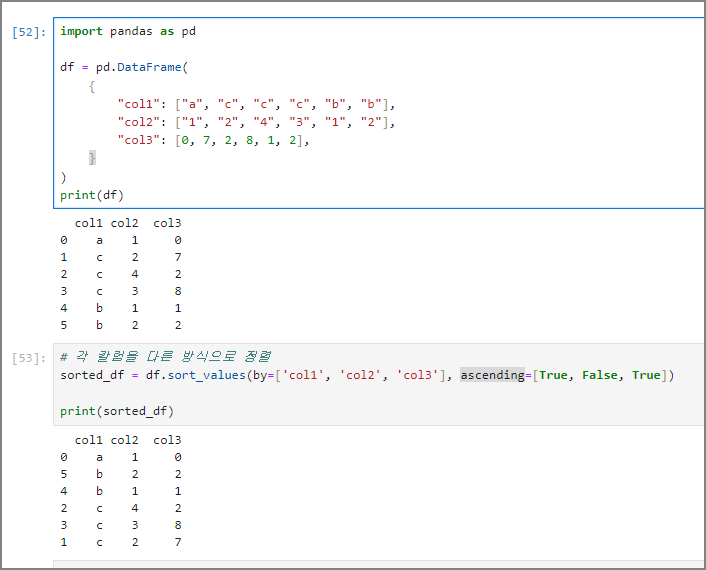 [52]: import pandas as pd
df = pd.DataFrame(
{
"col1": ["a", "c", "c", "c", "b", "b"],
"col2": ["1", "2", "4", "3", "1", "2"],
"col3": [0, 7, 2, 8, 1, 2],
}
)
print(df)
col1 col2 col3
0 a 1 0
1 c 2 7
2 c 4 2
3 c 3 8
4 b 1 1
5 b 2 2
[53]: # 각 칼럼을 다른 방식으로 정렬
sorted_df = df.sort_values(by=['col1', 'col2', 'col3'], ascending=[True, False, True])
print(sorted_df)
col1 col2 col3
0 a 1 0
5 b 2 2
4 b 1 1
2 c 4 2
3 c 3 8
1 c 2 7